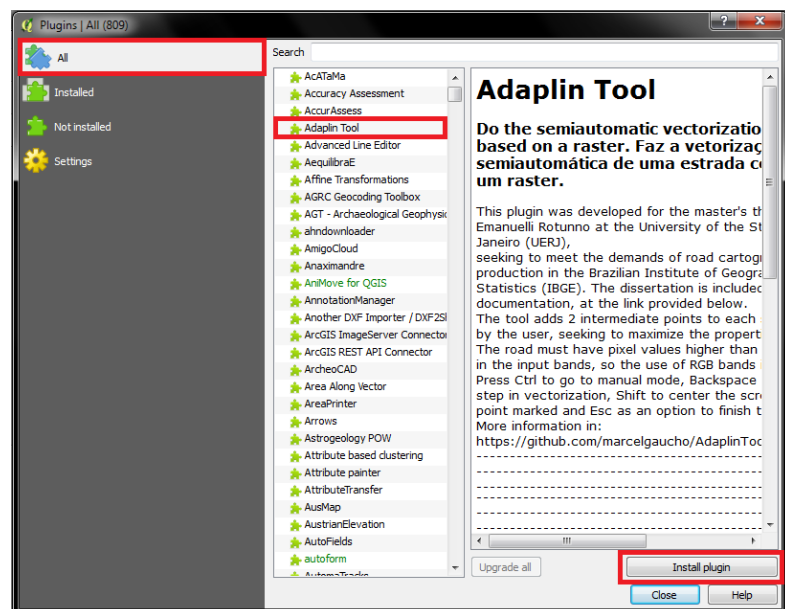 Plugins | All (809)
All
Installed
Not installed
Settings
Search
AcATaMa
Accuracy Assessment
AccurAssess
Adaplin Tool
Advanced Line Editor
AequilibraE
Affine Transformations
AGRC Geocoding Toolbox
AGT - Archaeological Geophysic
ahndownloader
AmigoCloud
Anaximandre
AniMove for QGIS
AnnotationManager
Another DXF Importer / DXF2Sl
ArcGIS ImageServer Connector
ArcGIS REST API Connector
ArcheoCAD
Area Along Vector
AreaPrinter
Arrows
Astrogeology POW
Attribute based clustering
Attribute painter
AttributeTransfer
AusMap
AustrianElevation
AutoFields
autoform
AutomaTracks
Adaplin Tool
Do the semiautomatic vectorizatio
based on a raster. Faz a vetorizaç
semiautomática de uma estrada c
um raster.
This plugin was developed for the master's th
Emanuelli Rotunno at the University of the St
Janeiro (UERJ),
seeking to meet the demands of road cartogr
production in the Brazilian Institute of Geogra
Statistics (IBGE). The dissertation is included
documentation, at the link provided below.
The tool adds 2 intermediate points to each
by the user, seeking to maximize the propert
The road must have pixel values higher than
in the input bands, so the use of RGB bands
Press Ctrl to go to manual mode, Backspace
step in vectorization, Shift to center the scr
point marked and Esc as an option to finish t
More information in:
https://github.com/marcelgaucho/AdaplinToo
Upgrade all
Install plugin
Close
Help